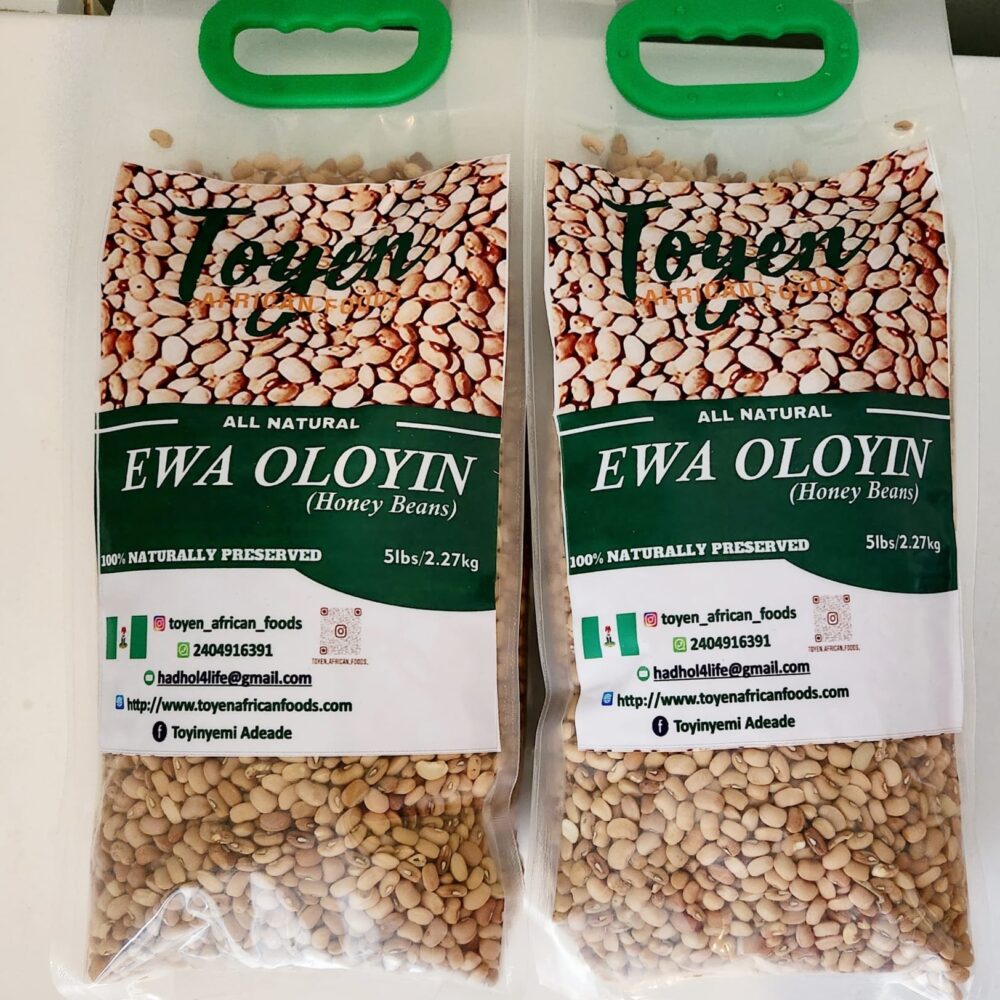 Toyen
AFRICAN FOODS
ALL NATURAL
EWA OLOYIN
(Honey Beans)
100% NATURALLY PRESERVED
5lbs/2.27kg
toyen_african_foods
2404916391
TOYEN_AFRICAN_FOODS.
hadhol4life@gmail.com
http://www.toyenafricanfoods.com
Toyinyemi Adeade
Toyen
AFRICAN FOODS
ALL NATURAL
EWA OLOYIN
(Honey Beans)
100% NATURALLY PRESERVED
5lbs/2.27kg
toyen_african_foods
2404916391
TOYEN_AFRICAN_FOODS.
hadhol4life@gmail.com
http://www.toyenafricanfoods.com
Toyinyemi Adeade